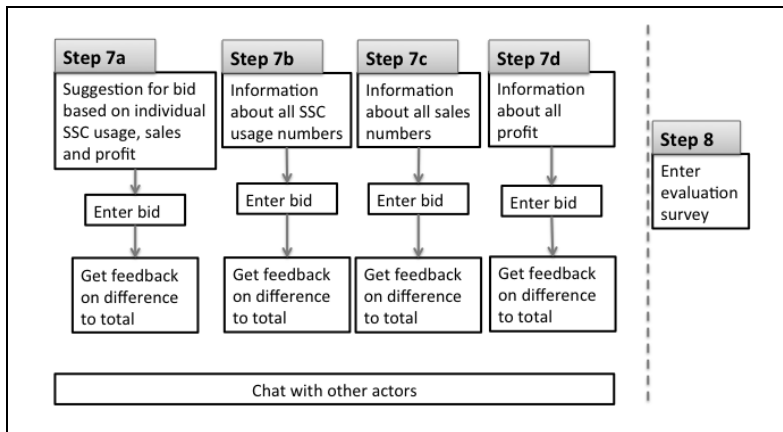 Step 7a
Suggestion for bid
based on individual
SSC usage, sales
and profit
Enter bid
Get feedback
on difference
to total
Step 7b
Information
about all SSC
usage numbers
Enter bid
Get feedback
on difference
to total
Step 7c
Information
about all sales
numbers
Enter bid
Get feedback
on difference
to total
Step 7d
Information
about all
profit
Enter bid
Get feedback
on difference
to total
Step 8
Enter
evaluation
survey
Chat with other actors